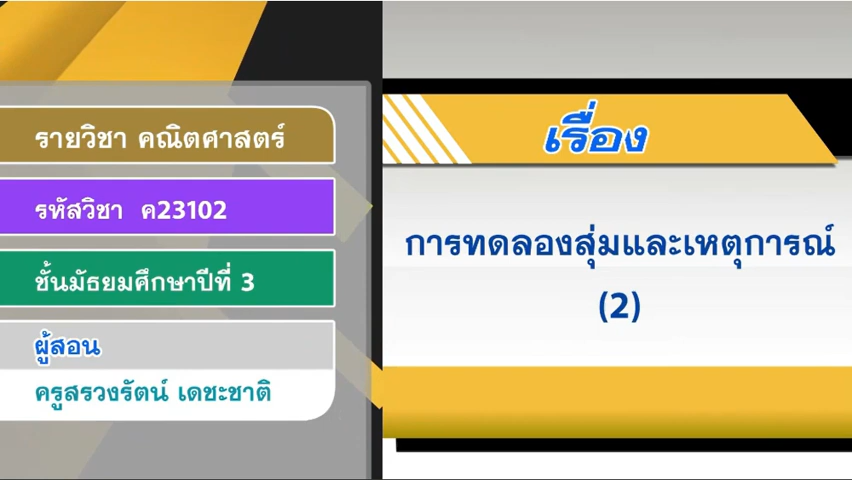 รายวิชา คณิตศาสตร์
รหัสวิชา ค23102
ชั้นมัธยมศึกษาปีที่ 3
ผู้สอน
ครูสรวงรัตน์ เดชะชาติ
เรื่อง
การทดลองสุ่มและเหตุการณ์
(2)